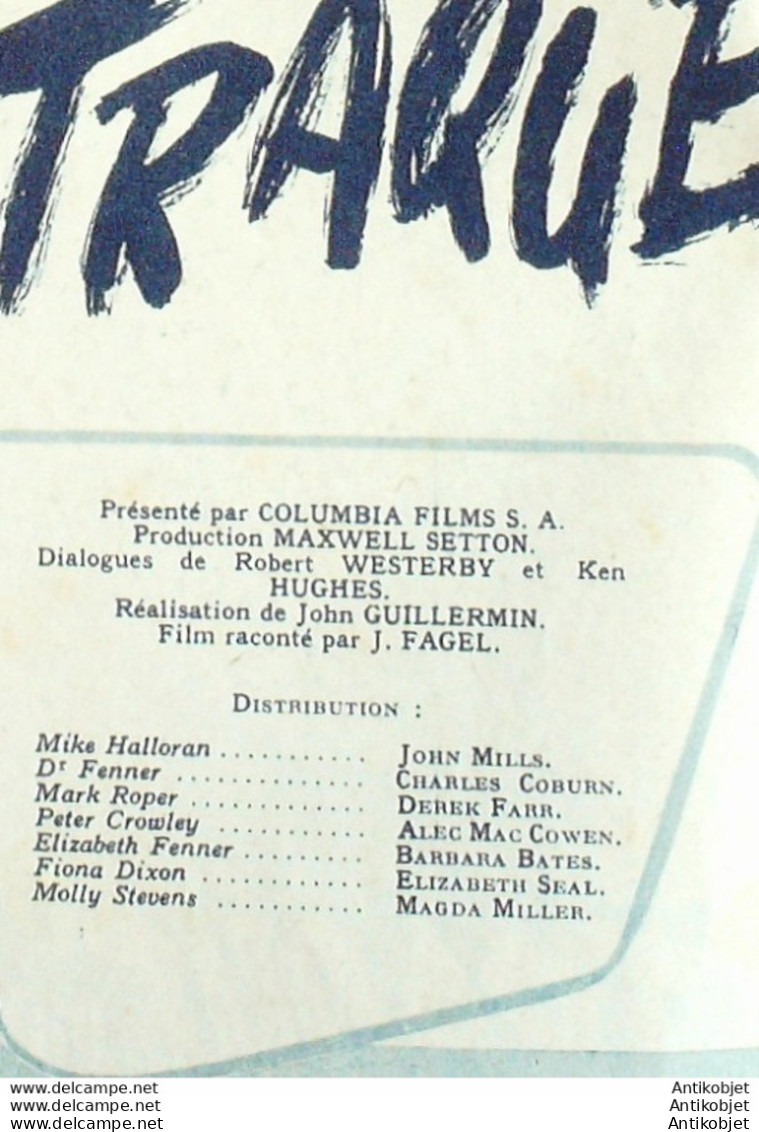 TRAQUÉ
Présenté par COLUMBIA FILMS S. A.
Production MAXWELL SETTON.
Dialogues de Robert WESTERBY et Ken
HUGHES.
Réalisation de John GUILLERMIN.
Film raconté par J. FAGEL.
DISTRIBUTION :
Mike Halloran ........... JOHN MILLS.
Dr Fenner .............. CHARLES COBURN.
Mark Roper ............. DEREK FARR.
Peter Crowley ........... ALEC MAC COWEN.
Elizabeth Fenner ......... BARBARA BATES.
Fiona Dixon ............ ELIZABETH SEAL.
Molly Stevens ........... MAGDA MILLER.
www.delcampe.net Antikobjet
www.delcampe.net Antikobjet
www.delcampe.net Antikobjet